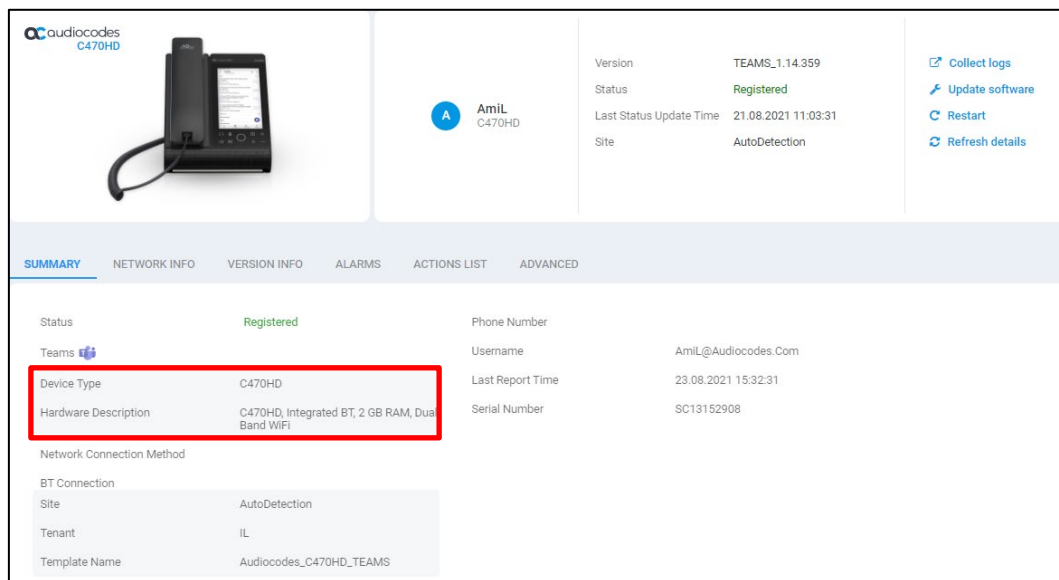 audiocodes
C470HD
A
AmiL
C470HD
Version TEAMS_1.14.359
Status Registered
Last Status Update Time 21.08.2021 11:03:31
Site AutoDetection
Collect logs
Update software
Restart
Refresh details
SUMMARY NETWORK INFO VERSION INFO ALARMS ACTIONS LIST ADVANCED
Status Registered
Teams
Device Type C470HD
Hardware Description C470HD, Integrated BT, 2 GB RAM, Dual
Band WiFi
Network Connection Method
BT Connection
Site AutoDetection
Tenant IL
Template Name Audiocodes_C470HD_TEAMS
Phone Number
Username AmiL@Audiocodes.Com
Last Report Time 23.08.2021 15:32:31
Serial Number SC13152908